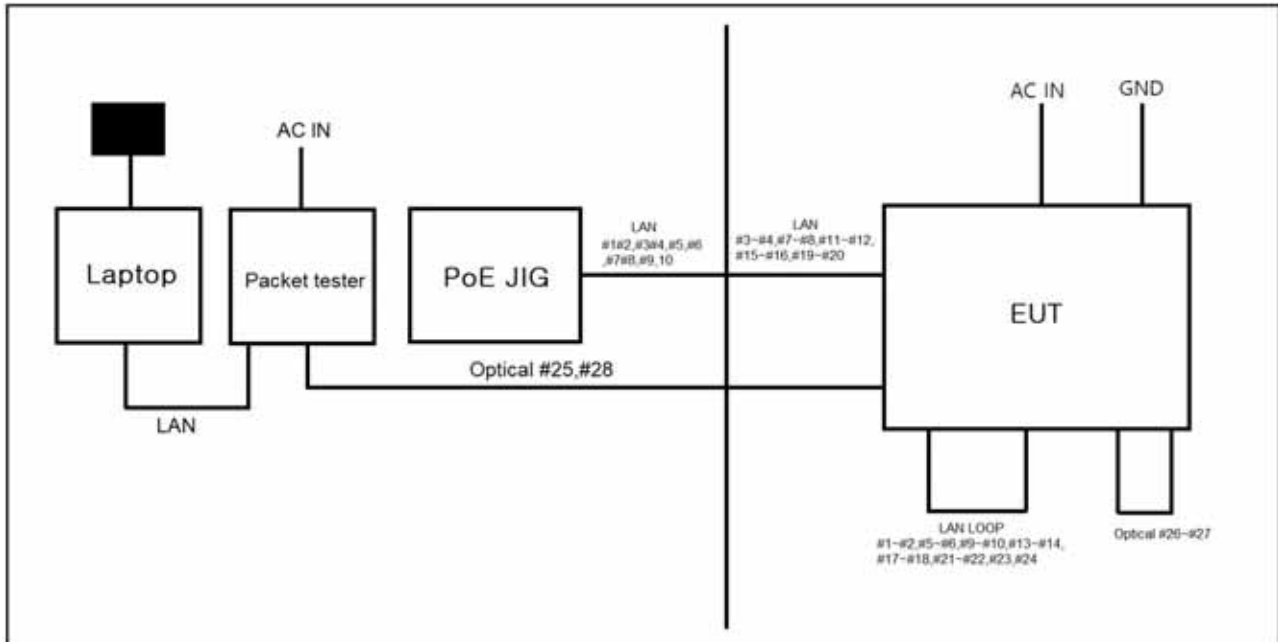 AC IN
GND
AC IN
Laptop
Packet tester
PoE JIG
LAN
#1#2,#3#4,#5,#6
,#7#8,#9,10
LAN
#3~#4,#7~#8,#11~#12,
#15~#16,#19~#20
EUT
Optical #25,#28
LAN
LAN LOOP
#1~#2,#5~#6,#9~#10,#13~#14,
#17~#18,#21~#22,#23,#24
Optical #26~#27